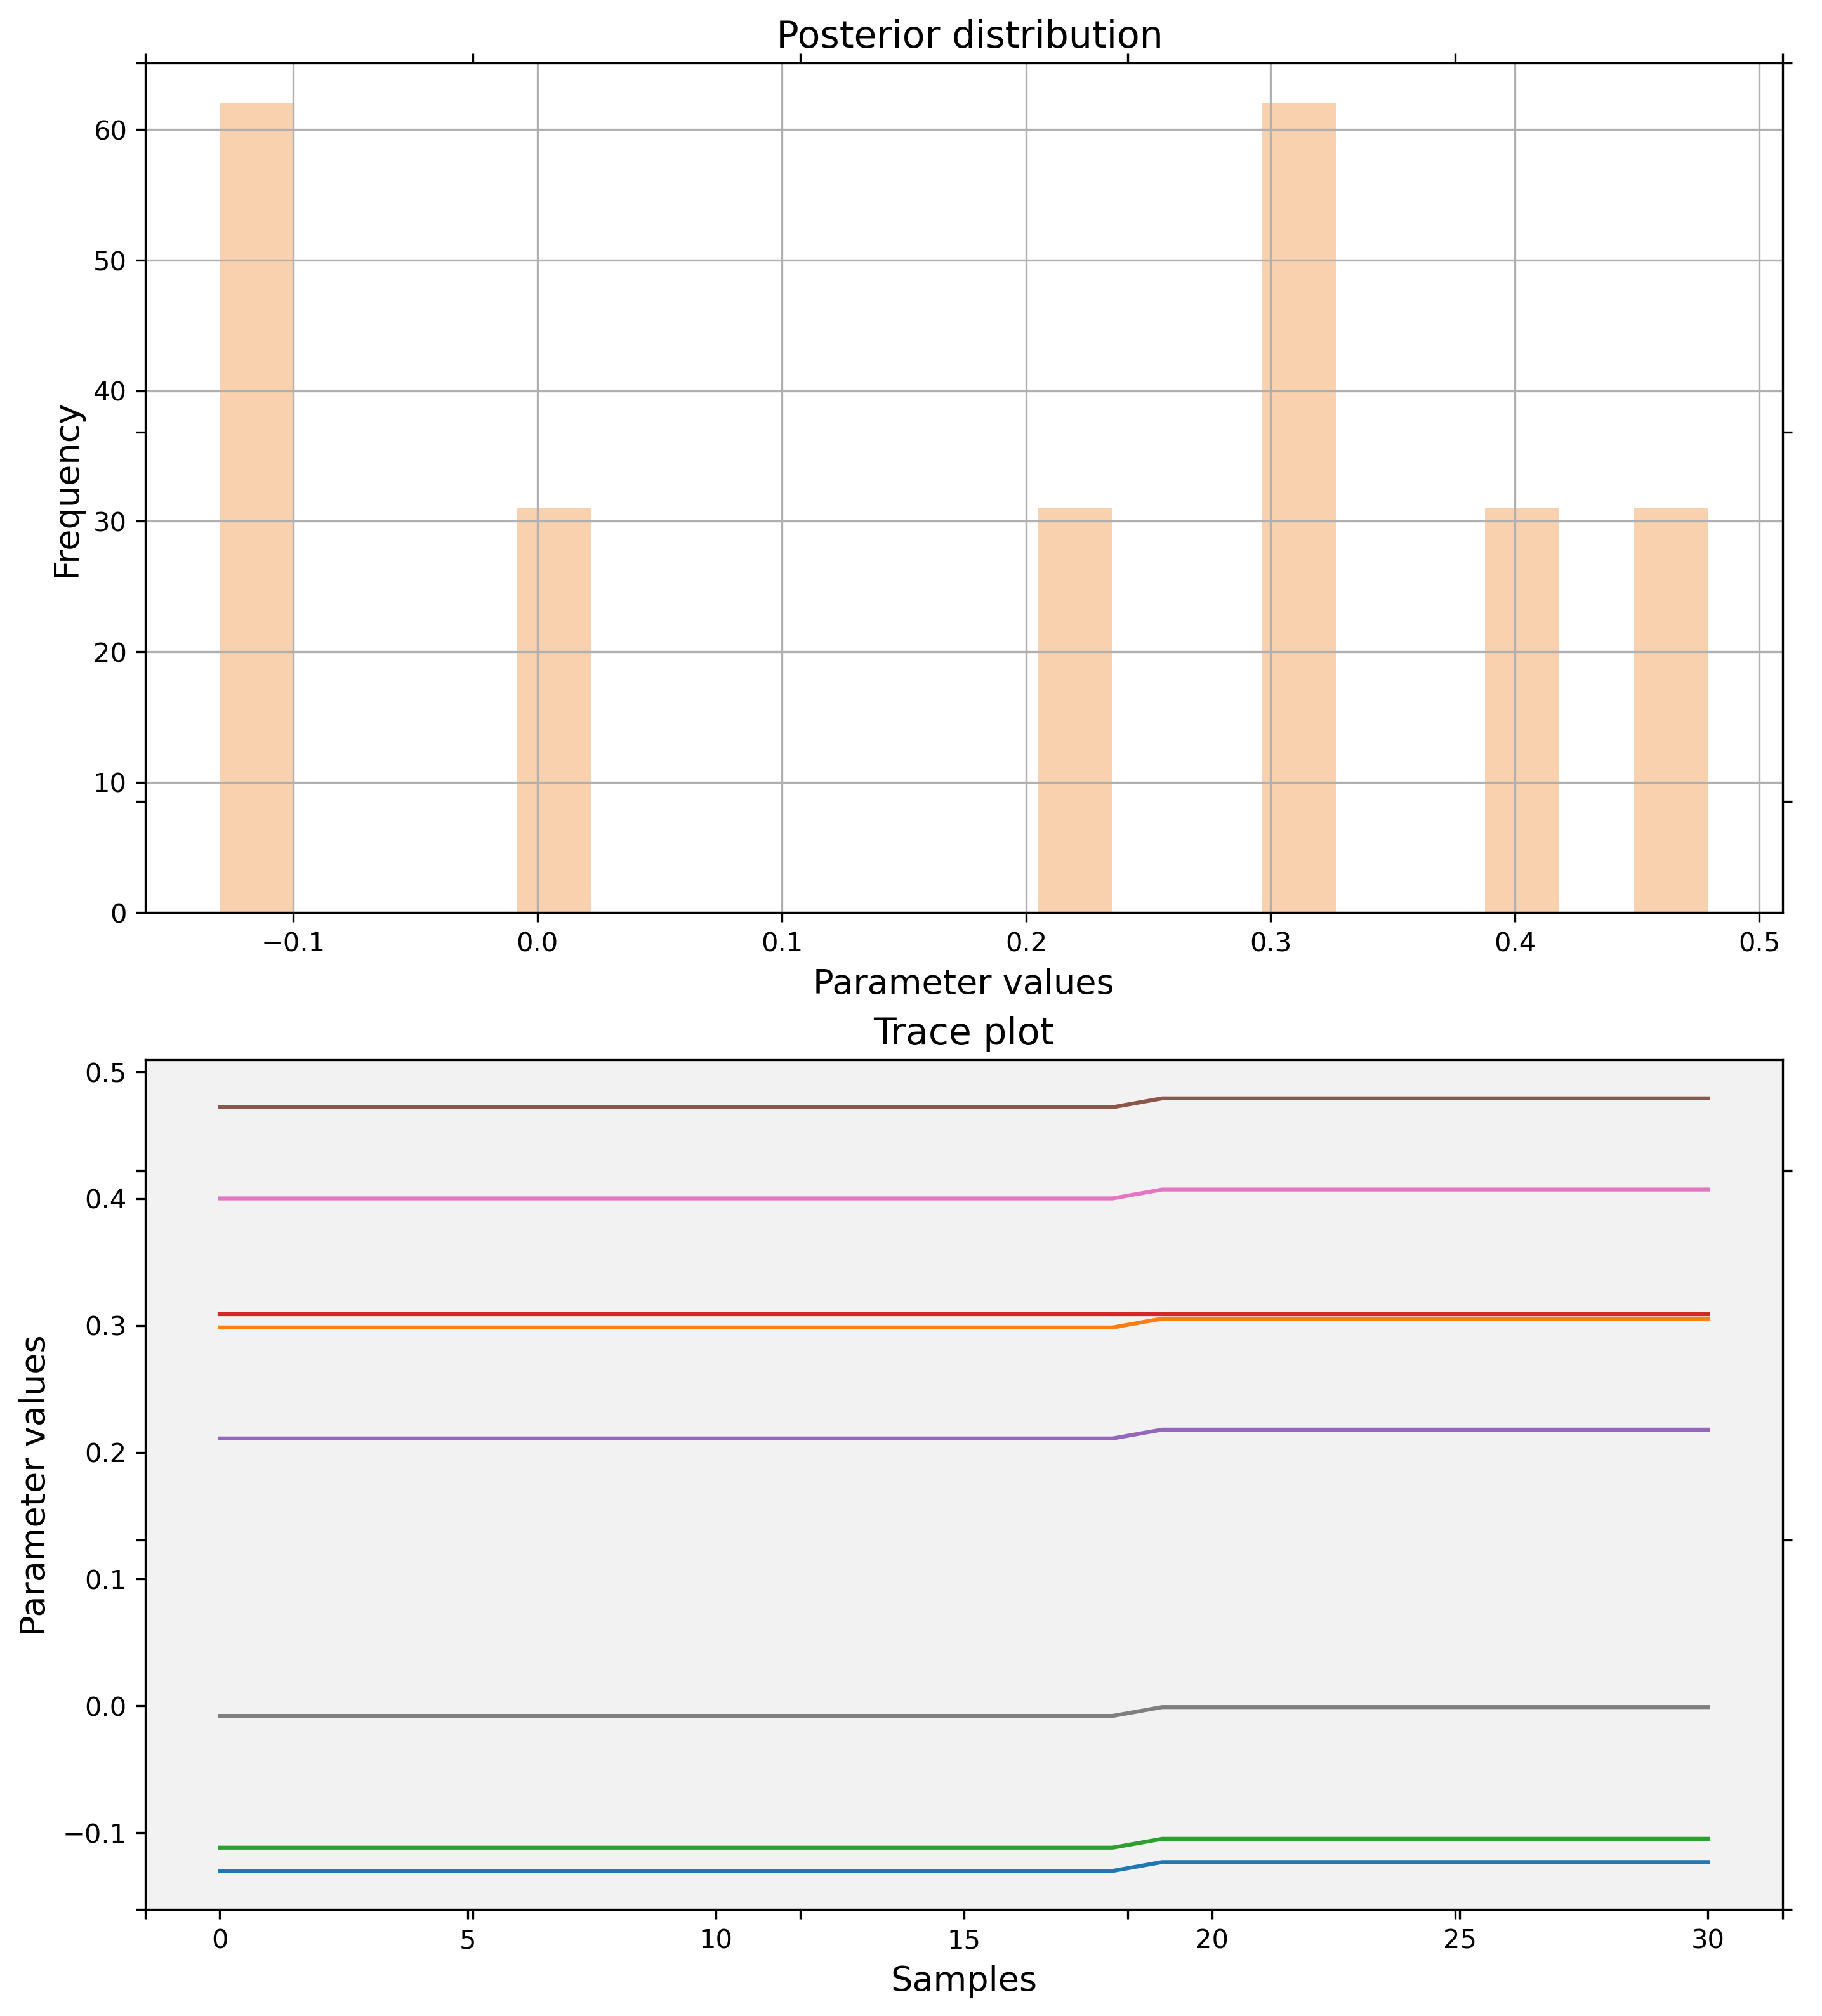 Posterior distribution
60
50
40
30
20
10
0
Frequency
−0.1 0.0 0.1 0.2 0.3 0.4 0.5
Parameter values
Trace plot
0.5
0.4
0.3
0.2
0.1
0.0
−0.1
Parameter values
0 5 10 15 20 25 30
Samples